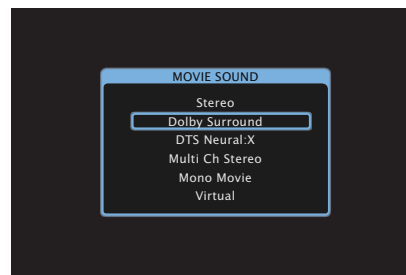 MOVIE SOUND
Stereo
Dolby Surround
DTS Neural:X
Multi Ch Stereo
Mono Movie
Virtual